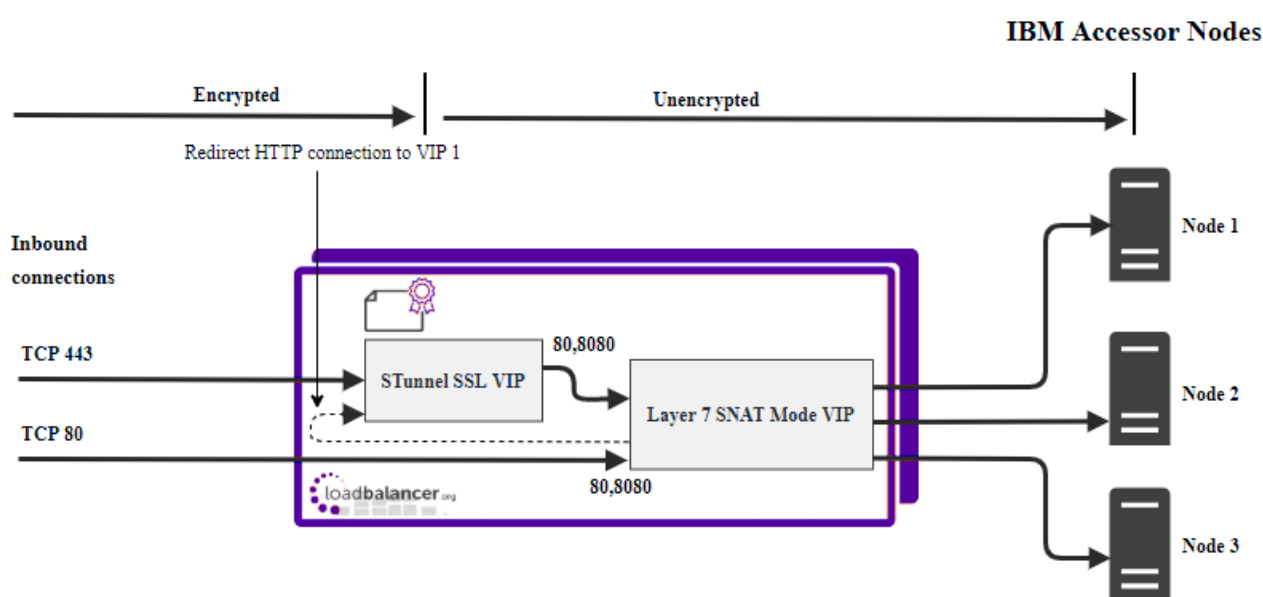 IBM Accessor Nodes
Encrypted
Unencrypted
Redirect HTTP connection to VIP 1
Inbound
connections
Node 1
TCP 443
80,8080
STunnel SSL VIP
Layer 7 SNAT Mode VIP
Node 2
TCP 80
80,8080
loadbalancer.org
Node 3